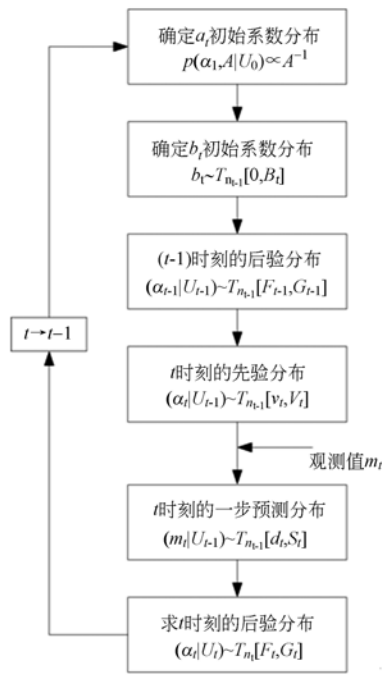 确定a_t初始系数分布
p(α_1,A|U_0)∝A^{-1}
确定b_t初始系数分布
b_t~T_{n_{t-1}}[0,B_t]
(t-1)时刻的后验分布
(α_{t-1}|U_{t-1})~T_{n_{t-1}}[F_{t-1},G_{t-1}]
t→t−1
t时刻的先验分布
(α_t|U_{t-1})~T_{n_{t-1}}[v_t,V_t]
观测值m_t
t时刻的一步预测分布
(m_t|U_{t-1})~T_{n_{t-1}}[d_t,S_t]
求t时刻的后验分布
(α_t|U_t)~T_{n_t}[F_t,G_t]